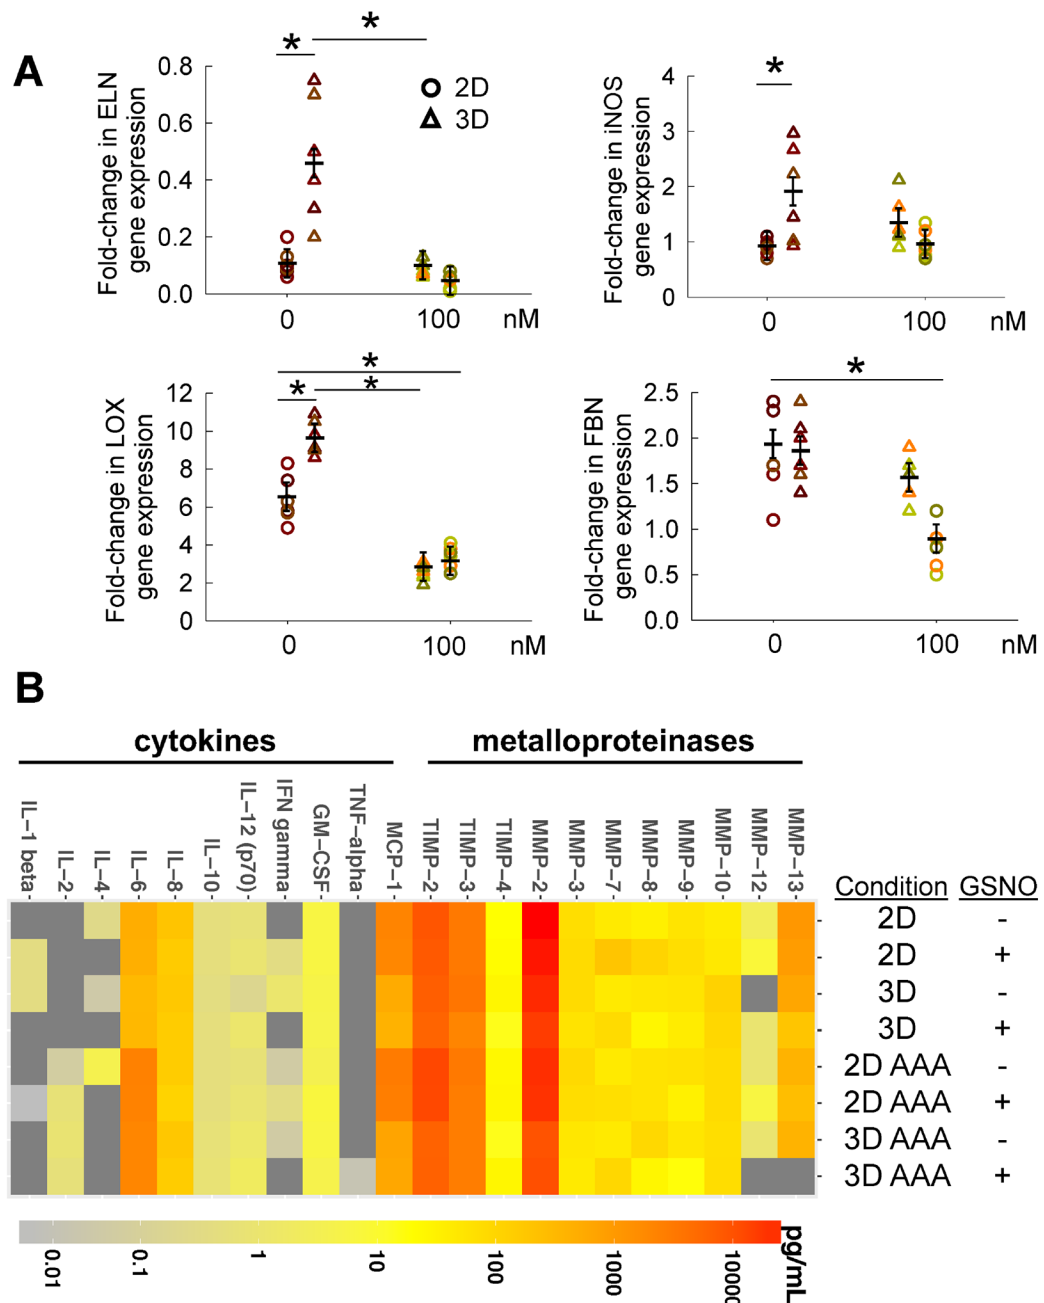 A
Fold-change in ELN
gene expression
0.8
0.6
0.4
0.2
0.0
0
100
nM
*
*
2D
3D
Fold-change in iNOS
gene expression
4
3
2
1
0
0
100
nM
*
Fold-change in LOX
gene expression
12
10
8
6
4
2
0
0
100
nM
*
*
*
Fold-change in FBN
gene expression
2.5
2.0
1.5
1.0
0.5
0.0
0
100
nM
*
B
cytokines
metalloproteinases
IL-1 beta
IL-2
IL-4
IL-6
IL-8
IL-10
IL-12 (p70)
IFN gamma
GM-CSF
TNF-alpha
MCP-1
TIMP-2
TIMP-3
TIMP-4
MMP-2
MMP-3
MMP-7
MMP-8
MMP-9
MMP-10
MMP-12
MMP-13
Condition GSNO
2D -
2D +
3D -
3D +
2D AAA -
2D AAA +
3D AAA -
3D AAA +
0.01
0.1
1
10
100
1000
10000
pg/mL